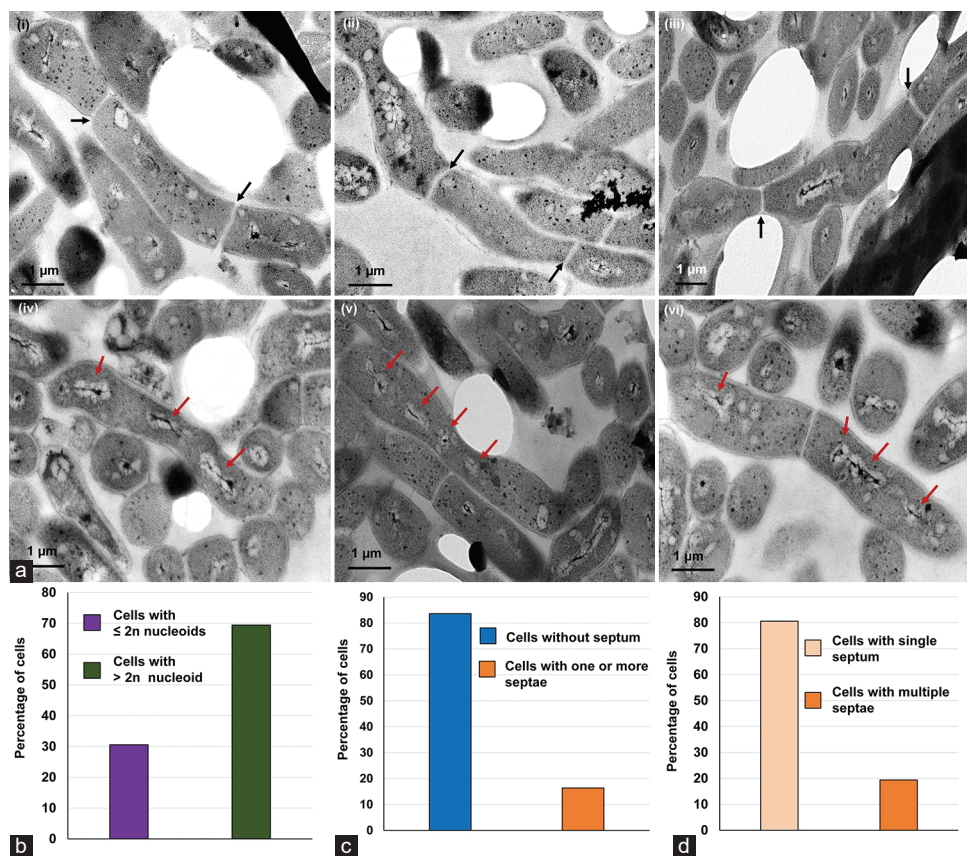 (i)
(ii)
(iii)
1 µm
1 µm
1 µm
(iv)
(v)
(vi)
1 µm
1 µm
1 µm
a
80
70
60
50
40
30
20
10
0
Percentage of cells
Cells with
≤ 2n nucleoids
Cells with
> 2n nucleoid
b
90
80
70
60
50
40
30
20
10
0
Percentage of cells
Cells without septum
Cells with one or more
septae
c
90
80
70
60
50
40
30
20
10
0
Percentage of cells
Cells with single
septum
Cells with multiple
septae
d